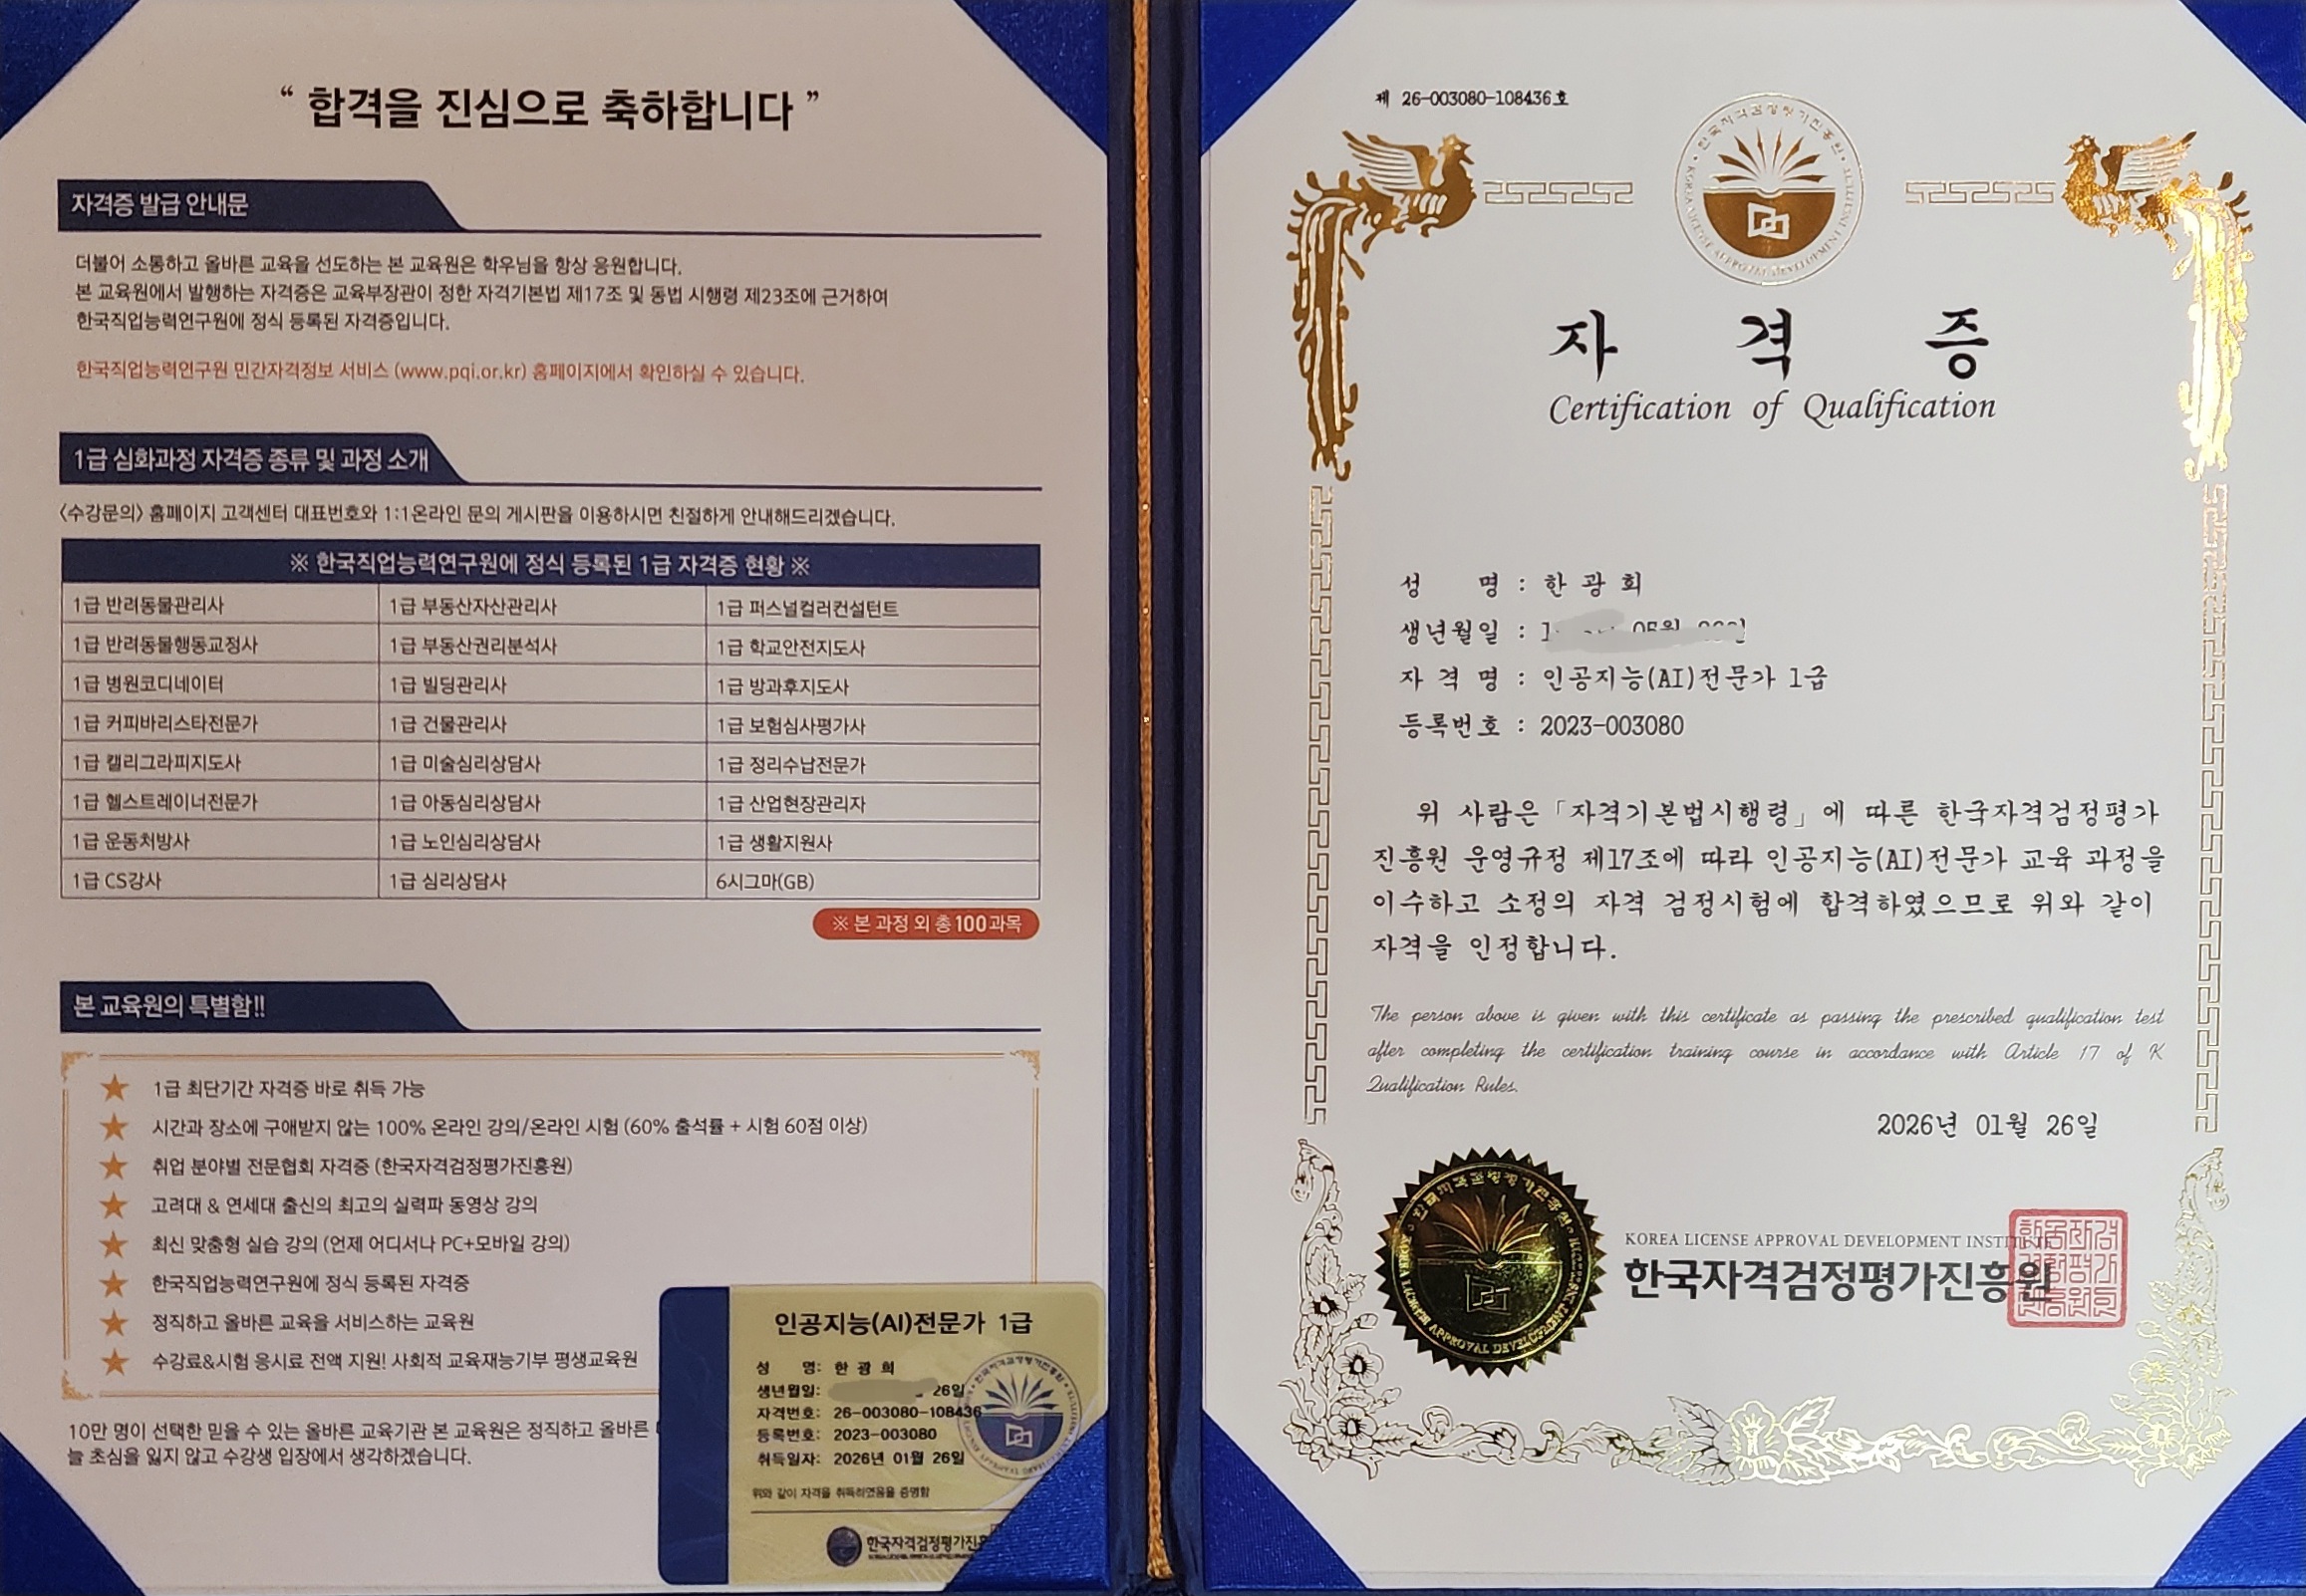 “ 합격을 진심으로 축하합니다 ”
자격증 발급 안내문
더불어 소통하고 올바른 교육을 선도하는 본 교육원은 학우님을 항상 응원합니다.
본 교육원에서 발행하는 자격증은 교육부장관이 정한 자격기본법 제17조 및 동법 시행령 제23조에 근거하여
한국직업능력연구원에 정식 등록된 자격증입니다.
한국직업능력연구원 민간자격정보 서비스 (www.pqi.or.kr) 홈페이지에서 확인하실 수 있습니다.
1급 심화과정 자격증 종류 및 과정 소개
<수강문의> 홈페이지 고객센터 대표번호와 1:1온라인 문의 게시판을 이용하시면 친절하게 안내해드리겠습니다.
※ 한국직업능력연구원에 정식 등록된 1급 자격증 현황 ※
1급 반려동물관리사 1급 부동산자산관리사 1급 퍼스널컬러컨설턴트
1급 반려동물행동교정사 1급 부동산권리분석사 1급 학교안전지도사
1급 병원코디네이터 1급 빌딩관리사 1급 방과후지도사
1급 커피바리스타전문가 1급 건물관리사 1급 보험심사평가사
1급 캘리그라피지도사 1급 미술심리상담사 1급 정리수납전문가
1급 헬스트레이너전문가 1급 아동심리상담사 1급 산업현장관리자
1급 운동처방사 1급 노인심리상담사 1급 생활지원사
1급 CS강사 1급 심리상담사 6시그마(GB)
※ 본 과정 외 총 100과목
본 교육원의 특별함!!
1급 최단기간 자격증 바로 취득 가능
시간과 장소에 구애받지 않는 100% 온라인 강의/온라인 시험 (60% 출석률 + 시험 60점 이상)
취업 분야별 전문협회 자격증 (한국자격검정평가진흥원)
고려대 & 연세대 출신의 최고의 실력파 동영상 강의
최신 맞춤형 실습 강의 (언제 어디서나 PC+모바일 강의)
한국직업능력연구원에 정식 등록된 자격증
정직하고 올바른 교육을 서비스하는 교육원
수강료&시험 응시료 전액 지원! 사회적 교육재능기부 평생교육원
10만 명이 선택한 믿을 수 있는 올바른 교육기관 본 교육원은 정직하고 올바른
늘 초심을 잃지 않고 수강생 입장에서 생각하겠습니다.
인공지능(AI)전문가 1급
성 명: 한 광 희
생년월일: 26일
자격번호: 26-003080-108436
등록번호: 2023-003080
취득일자: 2026년 01월 26일
위와 같이 자격을 취득하였음을 증명함
한국자격검정평가진흥
제 26-003080-108436호
한국자격검정평가진흥원
KOREA LICENSE APPROVAL DEVELOPMENT INSTITUTE
자 격 증
Certification of Qualification
성 명 : 한 광 희
생년월일 : 05월
자 격 명 : 인공지능(AI)전문가 1급
등록번호 : 2023-003080
위 사람은 「자격기본법시행령」에 따른 한국자격검정평가
진흥원 운영규정 제17조에 따라 인공지능(AI)전문가 교육 과정을
이수하고 소정의 자격 검정시험에 합격하였으므로 위와 같이
자격을 인정합니다.
The person above is given with this certificate as passing the prescribed qualification test
after completing the certification training course in accordance with Article 17 of K
Qualification Rules.
2026년 01월 26일
KOREA LICENSE APPROVAL DEVELOPMENT INSTITUTE
한국자격검정평가진흥원